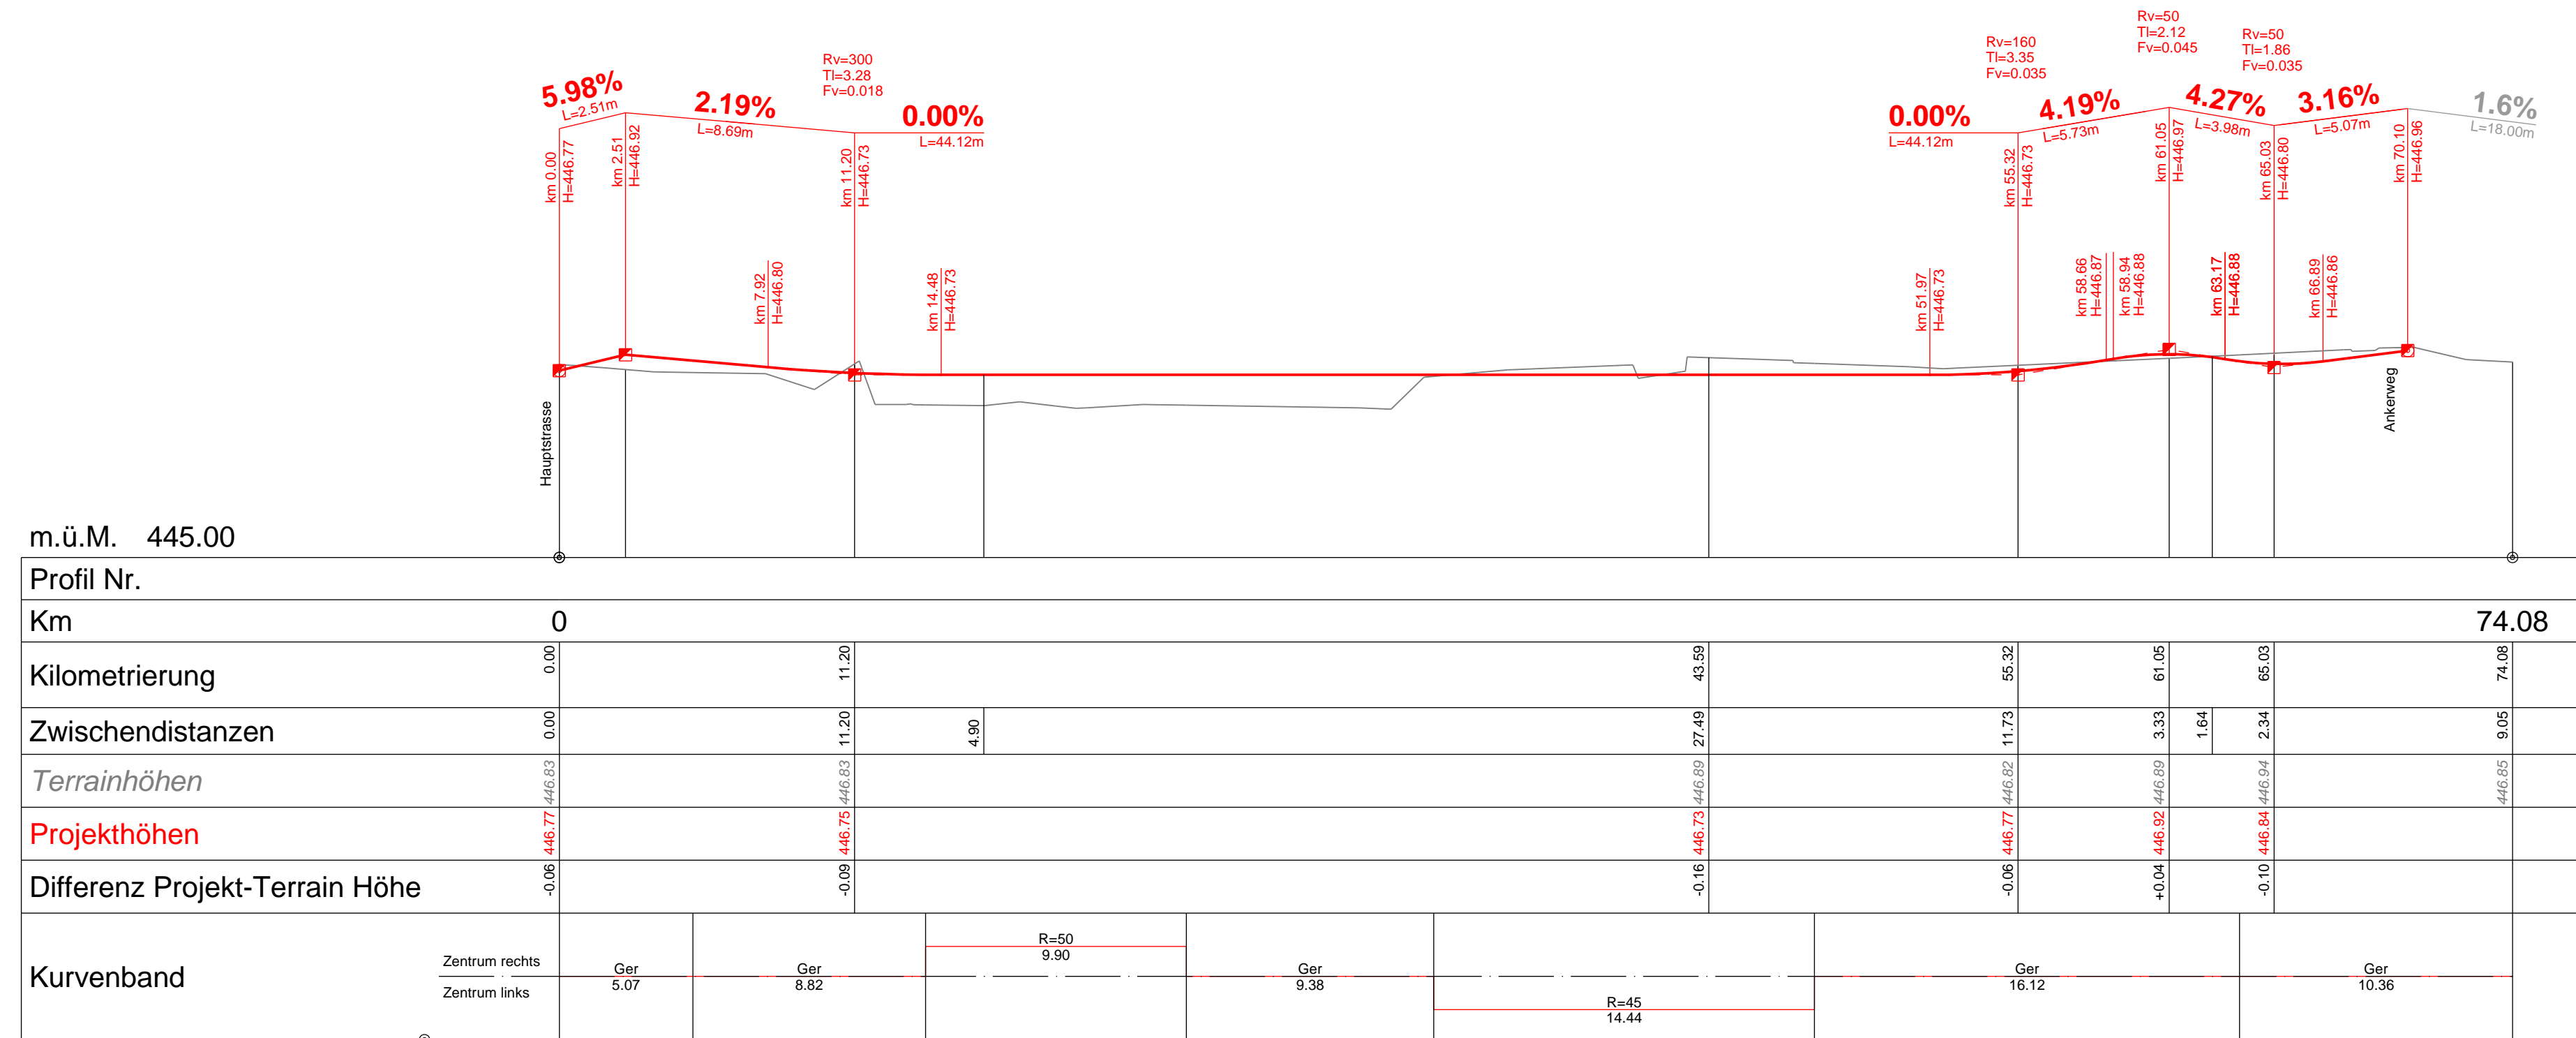 Rv=50
Tl=2.12
Fv=0.045
Rv=50
Tl=1.86
Fv=0.035
Rv=160
Tl=3.35
Fv=0.035
Rv=300
Tl=3.28
Fv=0.018
5.98%
L=2.51m
2.19%
L=8.69m
0.00%
L=44.12m
0.00%
L=44.12m
4.19%
L=5.73m
4.27%
L=3.98m
3.16%
L=5.07m
1.6%
L=18.00m
km 0.00
H=446.77
km 2.51
H=446.92
km 11.20
H=446.73
km 55.32
H=446.73
km 61.05
H=446.97
km 65.03
H=446.80
km 70.10
H=446.96
km 7.92
H=446.80
km 14.48
H=446.73
km 51.97
H=446.73
km 58.66
H=446.87
km 58.94
H=446.88
km 63.17
H=446.88
km 66.89
H=446.86
Hauptstrasse
Ankerweg
m.ü.M. 445.00
Profil Nr.
Km 0 74.08
Kilometrierung 0.00 11.20 43.59 55.32 61.05 65.03 74.08
Zwischendistanzen 0.00 11.20 4.90 27.49 11.73 3.33 1.64 2.34 9.05
Terrainhöhen 446.83 446.83 446.89 446.82 446.89 446.94 446.85
Projekthöhen 446.77 446.75 446.73 446.77 446.92 446.84
Differenz Projekt-Terrain Höhe -0.06 -0.09 -0.16 -0.06 +0.04 -0.10
Kurvenband
Zentrum rechts
Zentrum links
Ger
5.07
Ger
8.82
R=50
9.90
Ger
9.38
R=45
14.44
Ger
16.12
Ger
10.36